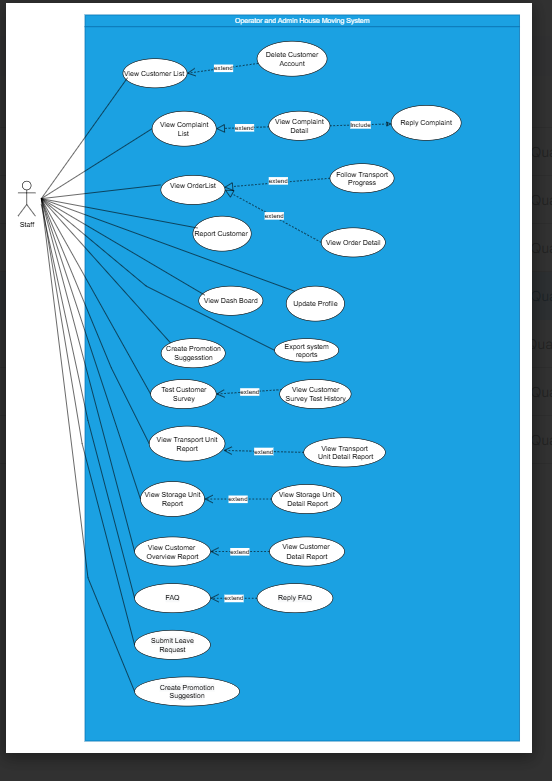 Operator and Admin House Moving System
Delete Customer
Account
extend
View Customer List
View Complaint
List
extend
View Complaint
Detail
Include
Reply Complaint
View OrderList
extend
Follow Transport
Progress
extend
Staff
Report Customer
View Order Detail
View Dash Board
Update Profile
Create Promotion
Suggesstion
Export system
reports
Test Customer
Survey
extend
View Customer
Survey Test History
View Transport Unit
Report
extend
View Transport
Unit Detail Report
View Storage Unit
Report
extend
View Storage Unit
Detail Report
View Customer
Overview Report
extend
View Customer
Detail Report
FAQ
extend
Reply FAQ
Submit Leave
Request
Create Promotion
Suggestion